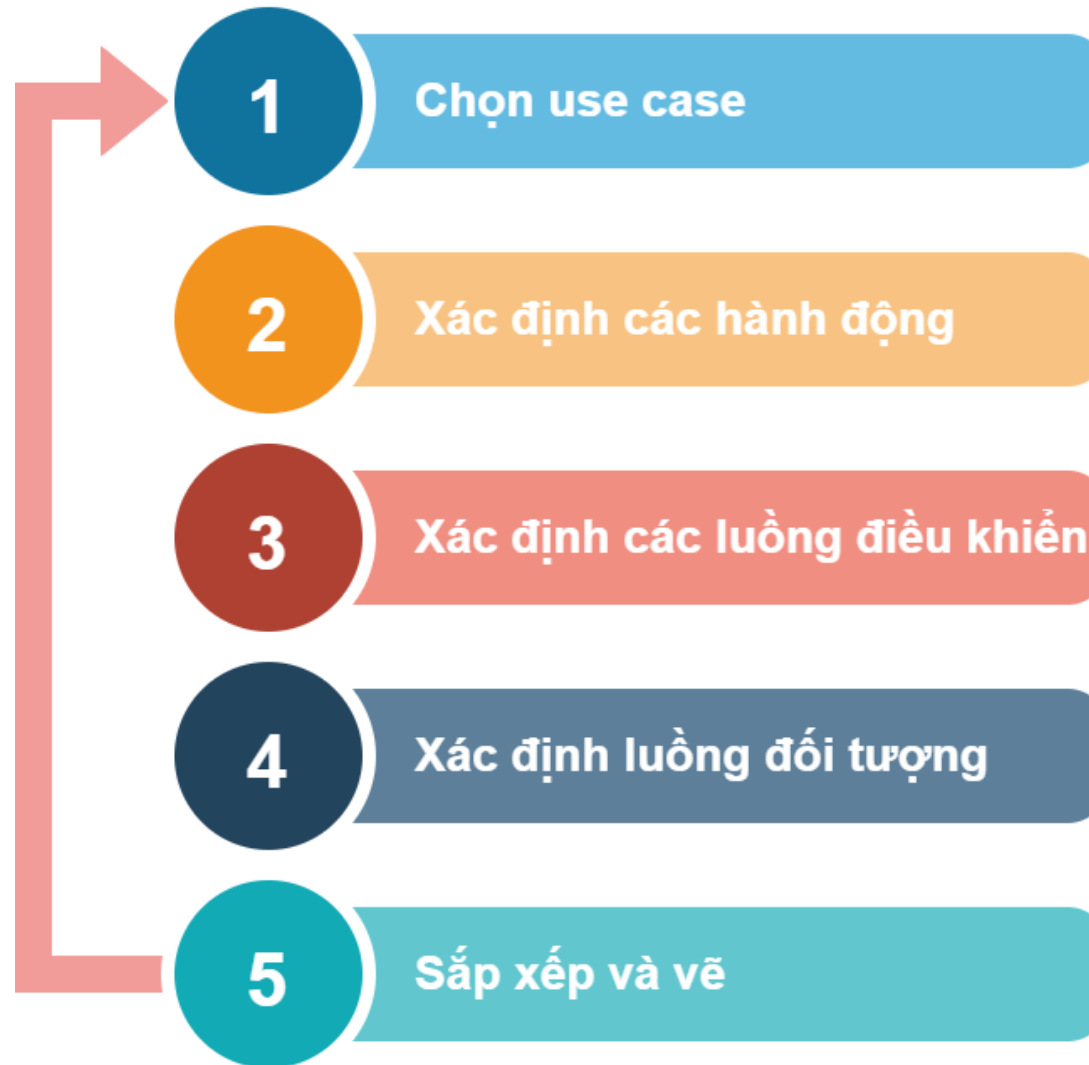 1
Chọn use case
2
Xác định các hành động
3
Xác định các luồng điều khiển
4
Xác định luồng đối tượng
5
Sắp xếp và vẽ